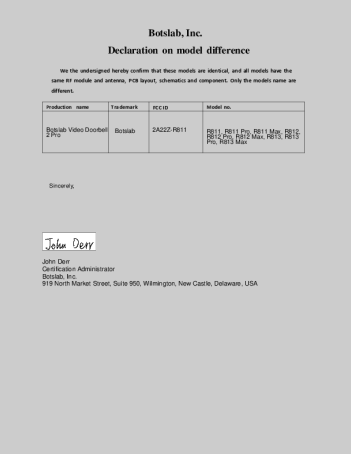 Botslab, Inc.
Declaration on model difference
We the undersigned hereby confirm that these models are identical, and all models have the
same RF module and antenna, PCB layout, schematics and component. Only the models name are
different.
Production name Trademark FCC ID Model no.
Botslab Video Doorbell
2 Pro
Botslab
2A22Z-R811
R811, R811 Pro, R811 Max, R812,
R812 Pro, R812 Max, R813, R813
Pro, R813 Max
Sincerely,
John Derr
John Derr
Certification Administrator
Botslab, Inc.
919 North Market Street, Suite 950, Wilmington, New Castle, Delaware, USA